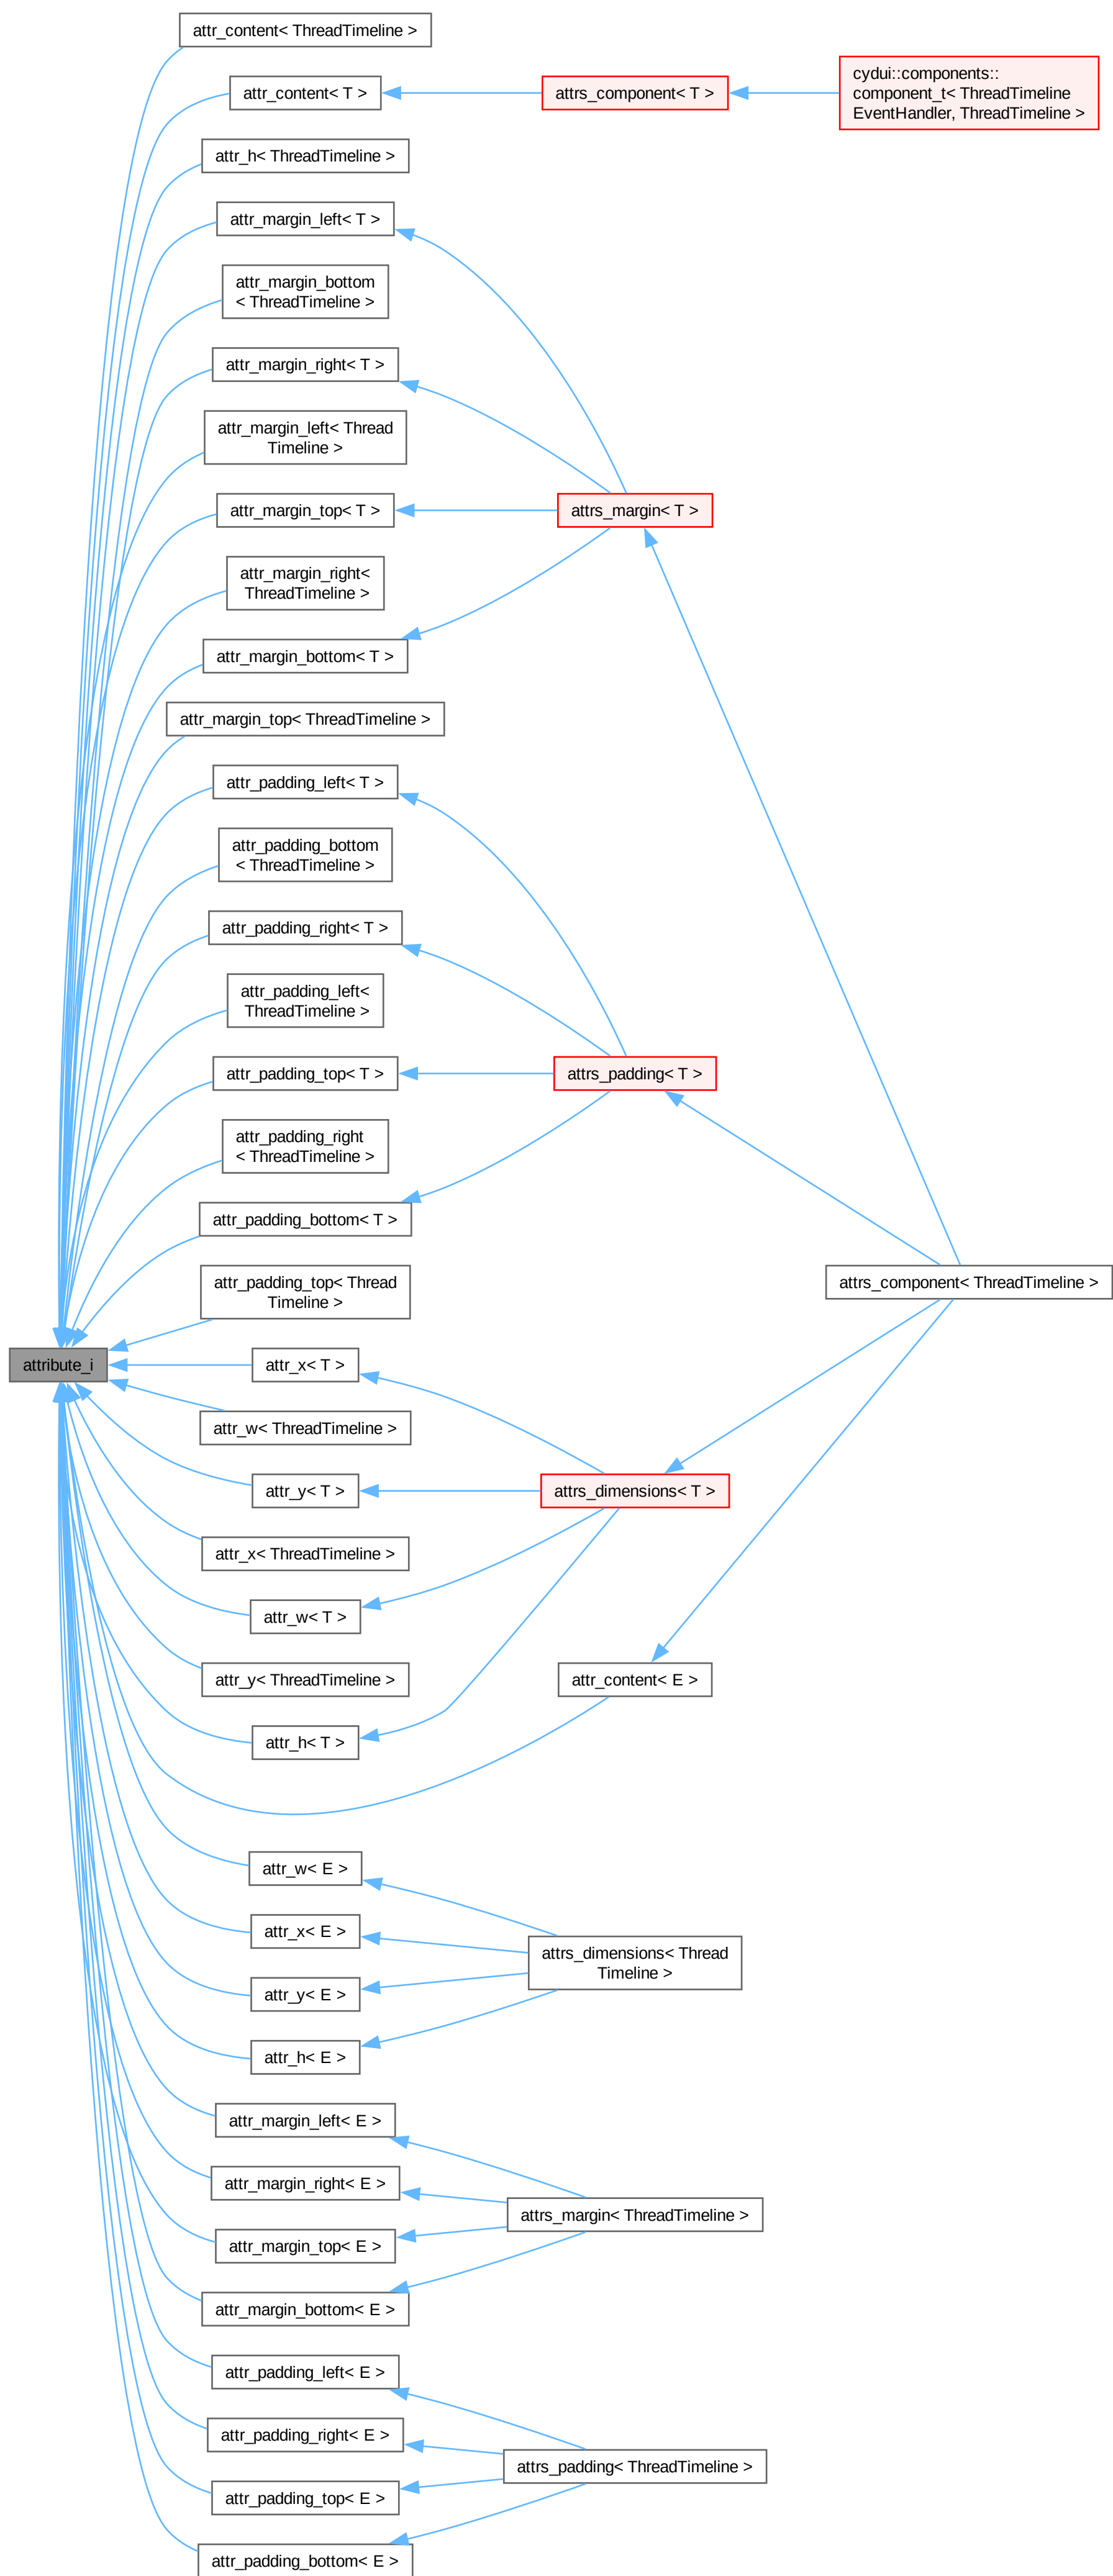 attr_content< ThreadTimeline >
attr_content< T >
attrs_component< T >
cydui::components::
component_t< ThreadTimeline
EventHandler, ThreadTimeline >
attr_h< ThreadTimeline >
attr_margin_left< T >
attr_margin_bottom
< ThreadTimeline >
attr_margin_right< T >
attr_margin_left< Thread
Timeline >
attr_margin_top< T >
attrs_margin< T >
attr_margin_right<
ThreadTimeline >
attr_margin_bottom< T >
attr_margin_top< ThreadTimeline >
attr_padding_left< T >
attr_padding_bottom
< ThreadTimeline >
attr_padding_right< T >
attr_padding_left<
ThreadTimeline >
attr_padding_top< T >
attrs_padding< T >
attr_padding_right
< ThreadTimeline >
attr_padding_bottom< T >
attr_padding_top< Thread
Timeline >
attrs_component< ThreadTimeline >
attribute_i
attr_x< T >
attr_w< ThreadTimeline >
attr_y< T >
attrs_dimensions< T >
attr_x< ThreadTimeline >
attr_w< T >
attr_y< ThreadTimeline >
attr_content< E >
attr_h< T >
attr_w< E >
attr_x< E >
attrs_dimensions< Thread
Timeline >
attr_y< E >
attr_h< E >
attr_margin_left< E >
attr_margin_right< E >
attrs_margin< ThreadTimeline >
attr_margin_top< E >
attr_margin_bottom< E >
attr_padding_left< E >
attr_padding_right< E >
attrs_padding< ThreadTimeline >
attr_padding_top< E >
attr_padding_bottom< E >